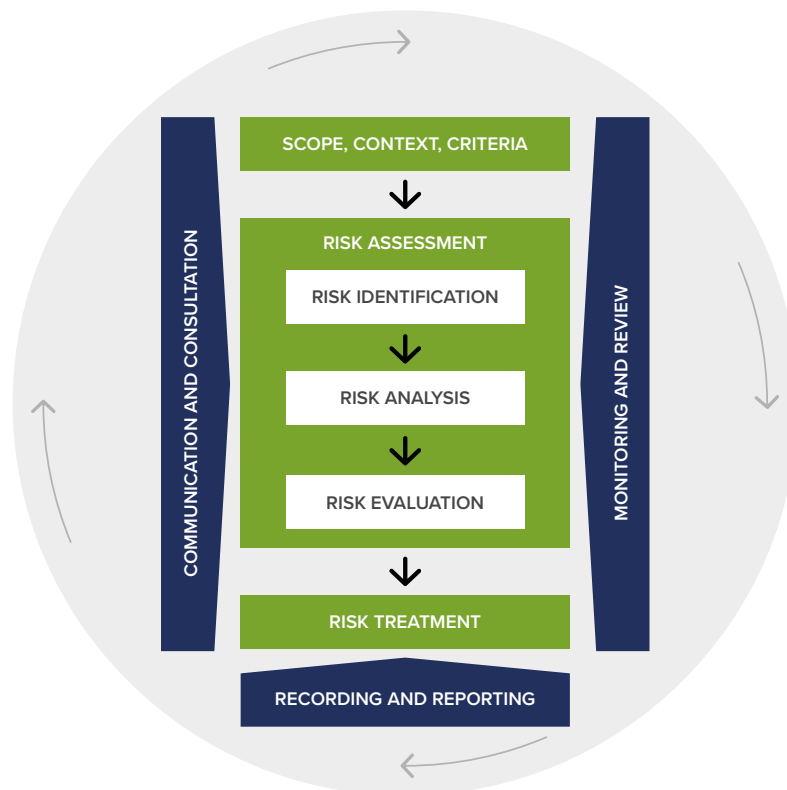 SCOPE, CONTEXT, CRITERIA
RISK ASSESSMENT
RISK IDENTIFICATION
RISK ANALYSIS
RISK EVALUATION
RISK TREATMENT
RECORDING AND REPORTING
COMMUNICATION AND CONSULTATION
MONITORING AND REVIEW